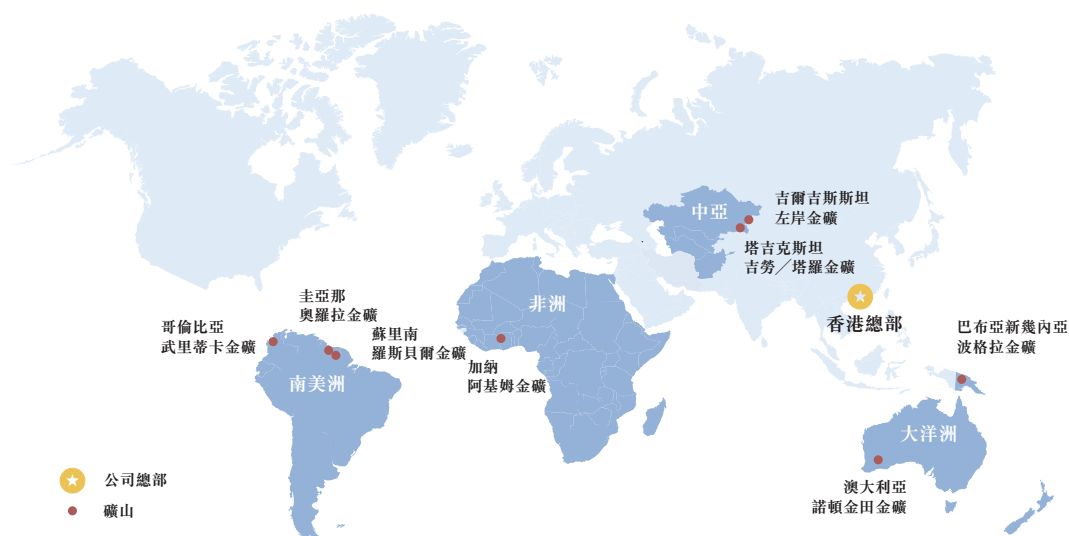 中亞
吉爾吉斯斯坦
左岸金礦
塔吉克斯坦
吉勞／塔羅金礦
香港總部
非洲
圭亞那
奧羅拉金礦
哥倫比亞
武里蒂卡金礦
蘇里南
羅斯貝爾金礦
加納
阿基姆金礦
南美洲
巴布亞新幾內亞
波格拉金礦
大洋洲
澳大利亞
諾頓金田金礦
公司總部
礦山